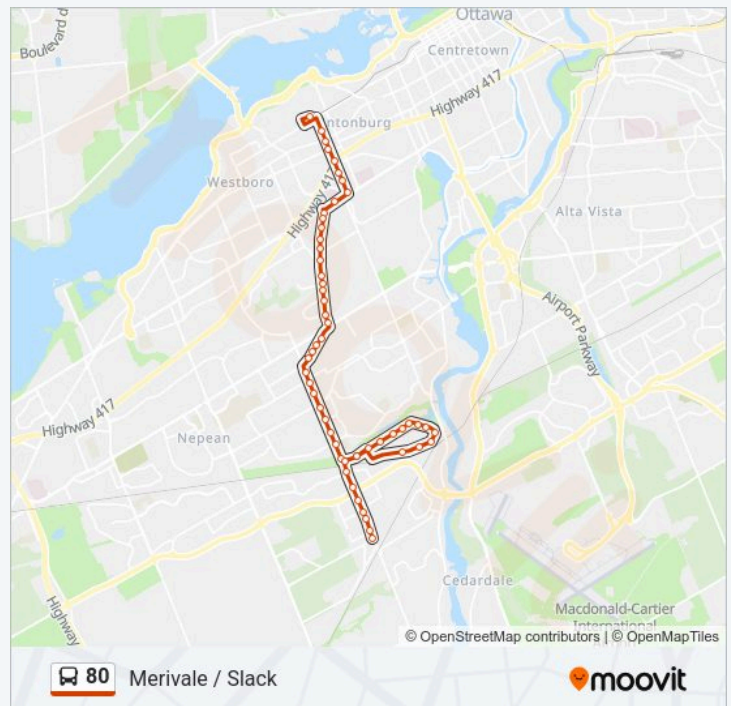 Ottawa
Boulevard d
Centretown
Highway 417
ntonburg
Westboro
Highway 417
Alta Vista
Airport Parkway
Highway 417
Nepean
Cedardale
Highway
Macdonald-Cartier
International
© OpenStreetMap contributors | © OpenMapTiles
80 Merivale / Slack
moovit